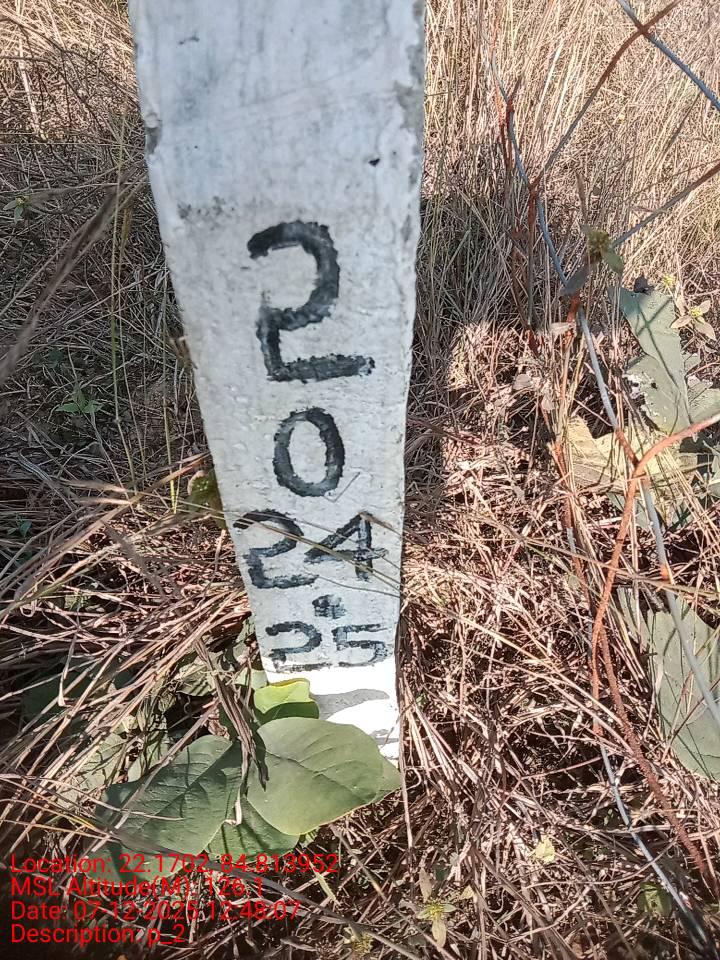 2
0
24
.
25
Location: 22.1702, 84.813952
MSL Altitude(M): 126.1
Date: 07-12-2025 12:48:07
Description: p_2